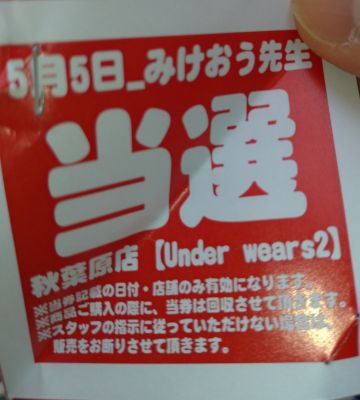 5月5日_みけおう先生
当選
秋葉原店【Under wears2】
※当券記載の日付・店舗のみ有効になります。
※商品ご購入の際に、当券は回収させて頂きます。
※スタッフの指示に従っていただけない場合は、
販売をお断りさせて頂きます。